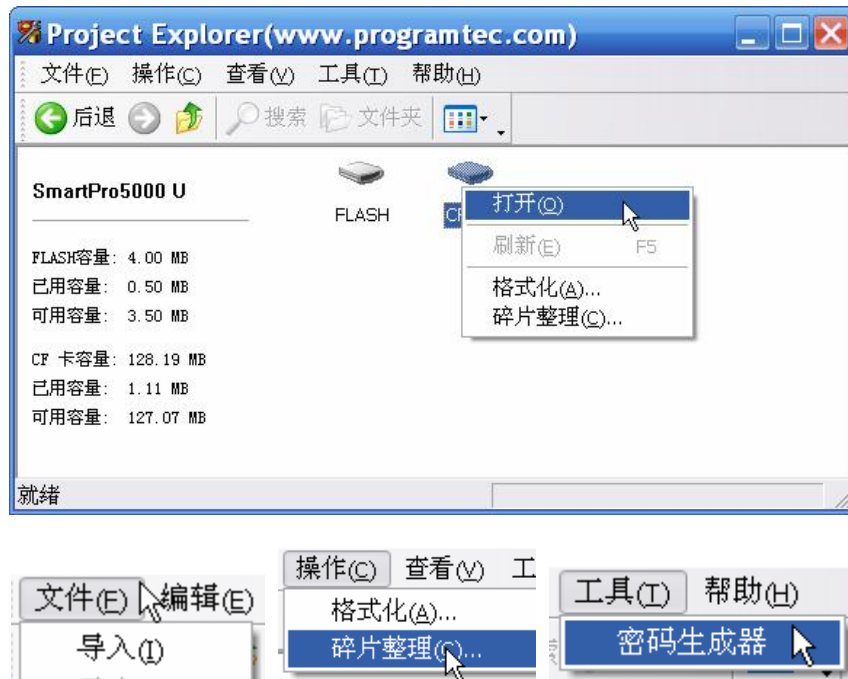 Project Explorer(www.programtec.com)
文件(F) 操作(C) 查看(V) 工具(T) 帮助(H)
后退 搜索 文件夹
SmartPro5000 U
FLASH容量: 4.00 MB
已用容量: 0.50 MB
可用容量: 3.50 MB
CF 卡容量: 128.19 MB
已用容量: 1.11 MB
可用容量: 127.07 MB
FLASH
打开(O)
刷新(E) F5
格式化(A)...
碎片整理(C)...
就绪
文件(F) 编辑(E)
导入(I)
操作(C) 查看(V) 工
格式化(A)...
碎片整理(C)...
工具(T) 帮助(H)
密码生成器